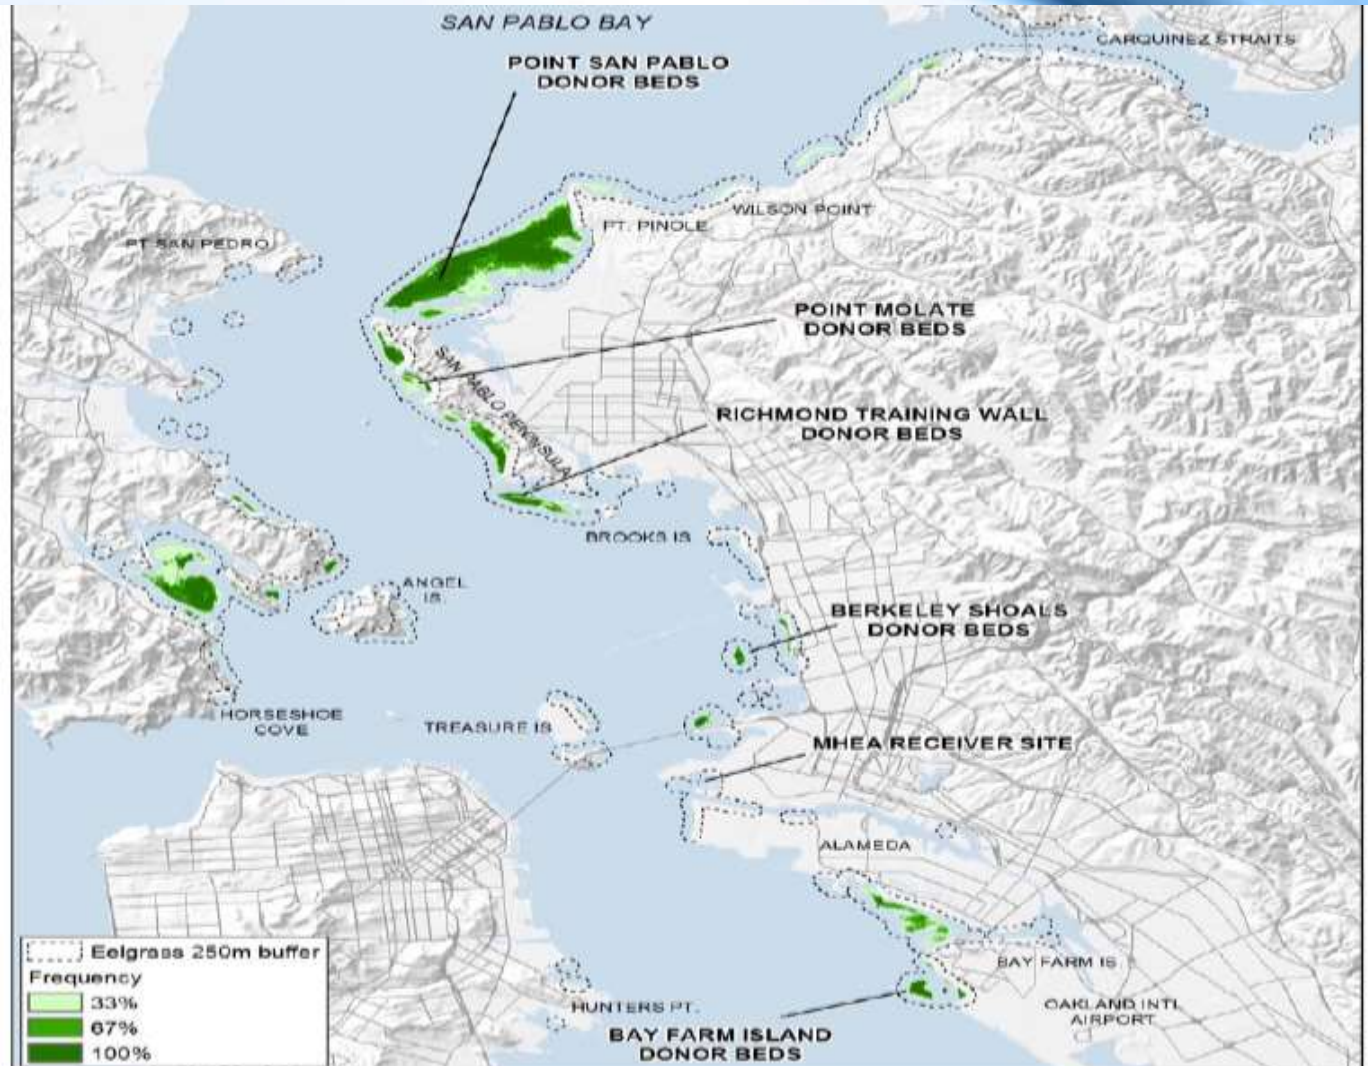 SAN PABLO BAY
CARQUINEZ STRAITS
POINT SAN PABLO
DONOR BEDS
WILSON POINT
PT. PINOLE
PT SAN PEDRO
POINT MOLATE
DONOR BEDS
SAN PABLO PENINSULA
RICHMOND TRAINING WALL
DONOR BEDS
BROOKS IS
ANGEL
IS.
BERKELEY SHOALS
DONOR BEDS
HORSESHOE
COVE
TREASURE IS
MHEA RECEIVER SITE
ALAMEDA
Eelgrass 250m buffer
Frequency
33%
67%
100%
BAY FARM IS.
HUNTERS PT.
OAKLAND INTL
AIRPORT
BAY FARM ISLAND
DONOR BEDS